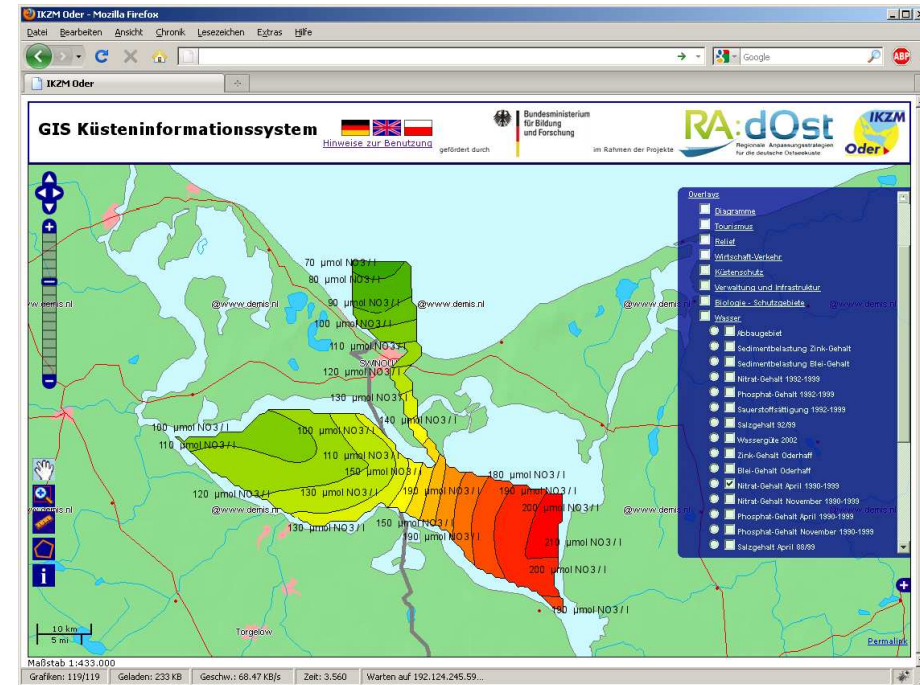 IKZM Oder - Mozilla Firefox
Datei Bearbeiten Ansicht Chronik Lesezeichen Extras Hilfe
Google
ABP
IKZM Oder
GIS Küsteninformationssystem
Hinweise zur Benutzung
gefördert durch
Bundesministerium
für Bildung
und Forschung
im Rahmen der Projekte
RA:dOst
Regionale Anpassungsstrategien
für die deutsche Ostseeküste
IKZM
Oder
Overlays
Diagramme
Tourismus
Relief
Wirtschaft-Verkehr
Küstenschutz
Verwaltung und Infrastruktur
Biologie - Schutzgebiete
Wasser
Abbaugebiet
Sedimentbelastung Zink-Gehalt
Sedimentbelastung Blei-Gehalt
Nitrat-Gehalt 1992-1999
Phosphat-Gehalt 1992-1999
Sauerstoffsättigung 1992-1999
Salzgehalt 92/99
Wassergüte 2002
Zink-Gehalt Oderhaff
Blei-Gehalt Oderhaff
Nitrat-Gehalt April 1990-1999
Nitrat-Gehalt November 1990-1999
Phosphat-Gehalt April 1990-1999
Phosphat-Gehalt November 1990-1999
Salzgehalt April 88/99
70 µmol NO3 / l
80 µmol NO3 / l
90 µmol NO3 / l
@www.demis.nl
@www.demis.nl
100 µmol NO3 / l
110 µmol NO3 / l
120 µmol NO3 / l
130 µmol NO3 / l
140 µmol NO3 / l
100 µmol NO3 / l
100 µmol NO3 / l
110 µmol NO3 / l
110 µmol NO3 / l
150 µmol NO3 / l
180 µmol NO3 / l
120 µmol NO3 / l
130 µmol NO3 / l
190 µmol NO3 / l
190 µmol NO3 / l
@www.demis.nl
200 µmol NO3 / l
@www.demis.nl
130 µmol NO3 / l
150 µmol NO3 / l
190 µmol NO3 / l
210 µmol NO3 / l
200 µmol NO3 / l
190 µmol NO3 / l
Torgelow
10 km
5 mi
Permalink
Maßstab 1:433.000
Grafiken: 119/119 Geladen: 233 KB Geschw.: 68.47 KB/s Zeit: 3.560 Warten auf 192.124.245.59...